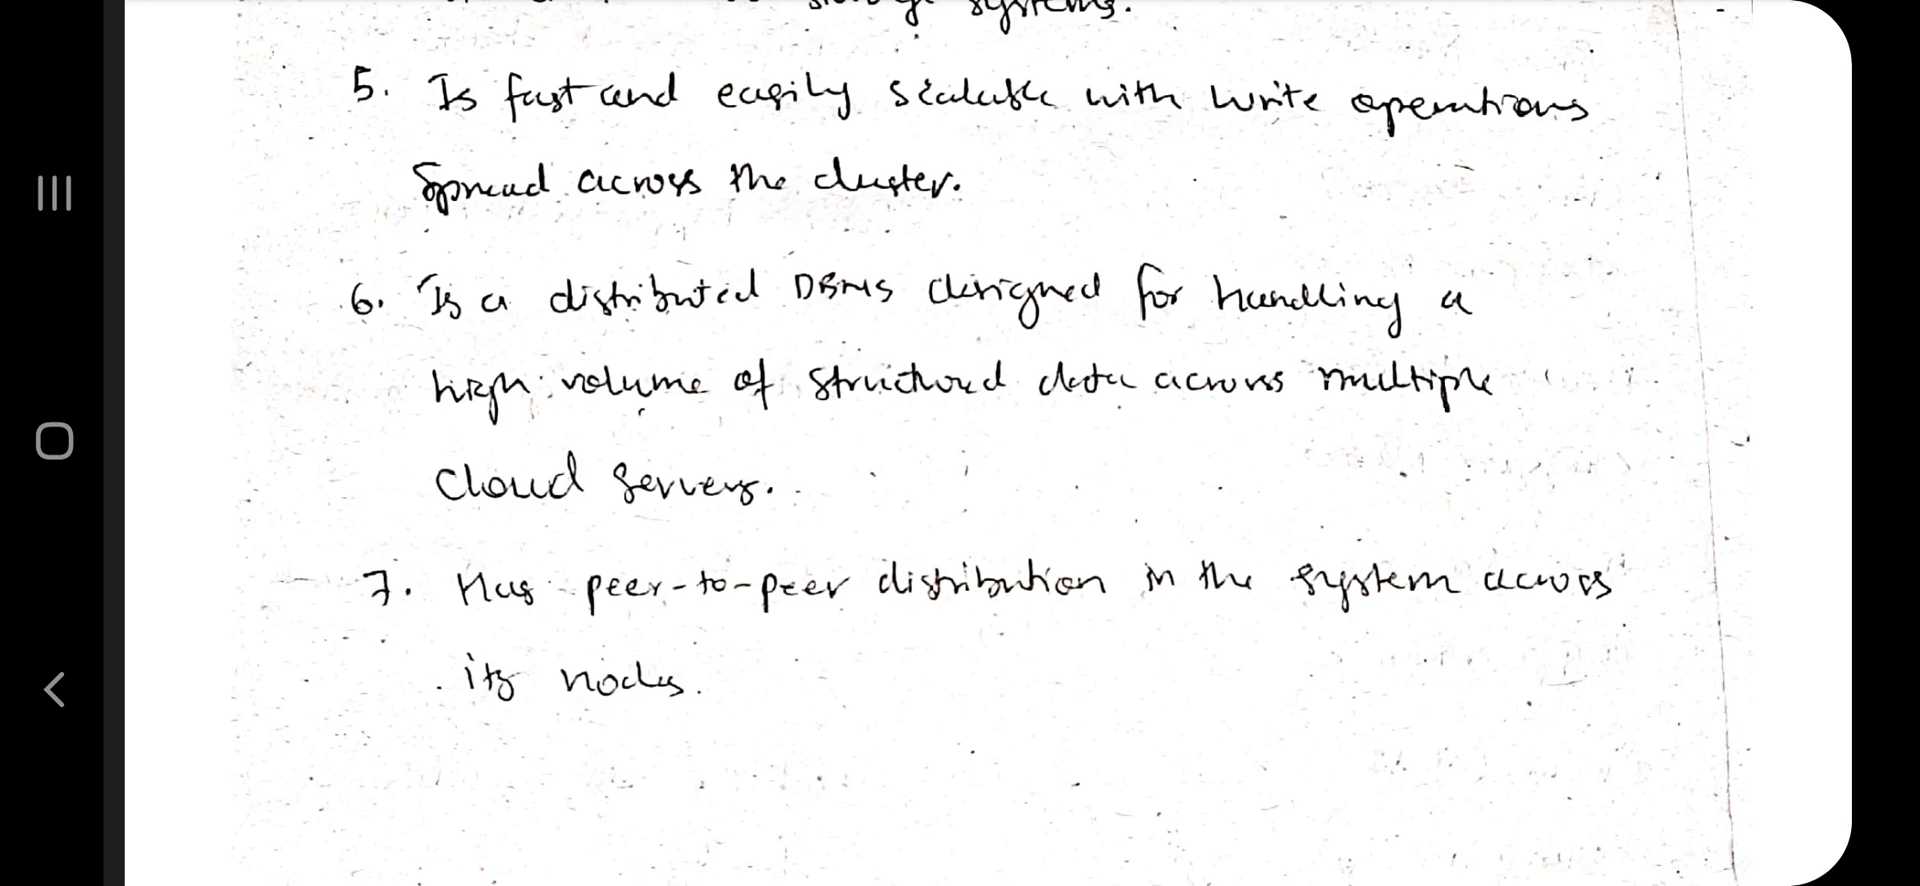 storage systems.
5. Is fast and easily scalable with write operations
Spread across the cluster.
6. Is a distributed DBMS designed for handling a
high volume of structured data across multiple
Cloud Servers.
7. Has peer-to-peer distribution in the system across
its nodes.